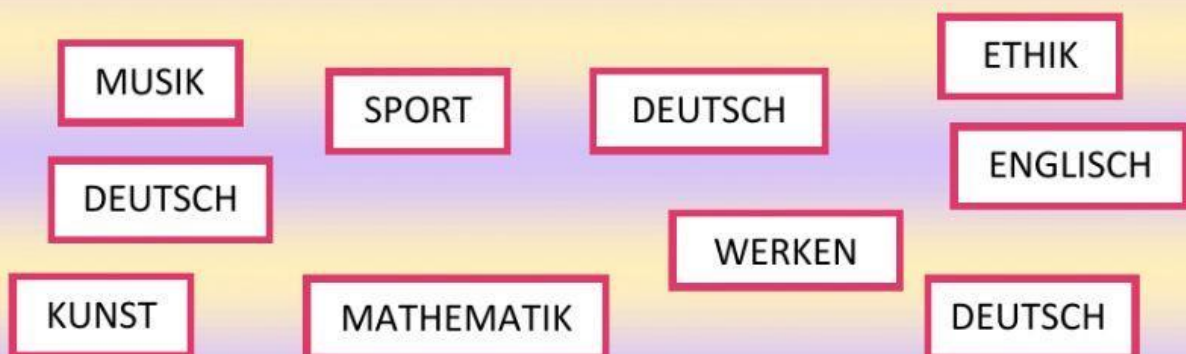 MUSIK
SPORT
DEUTSCH
ETHIK
DEUTSCH
ENGLISCH
WERKEN
KUNST
MATHEMATIK
DEUTSCH